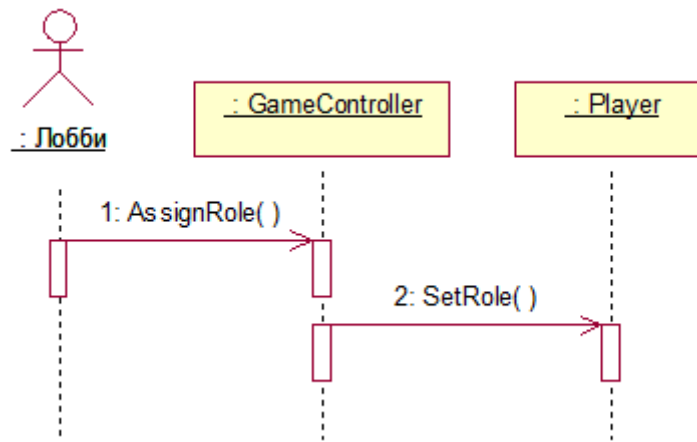 : GameController
: Player
: Лобби
1: AssignRole( )
2: SetRole( )